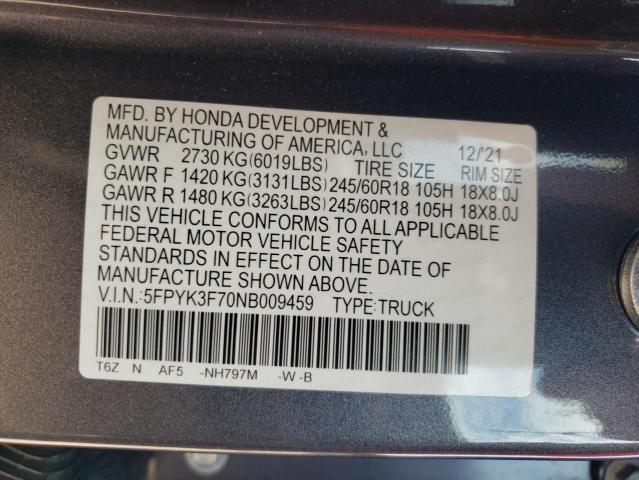 MFD. BY HONDA DEVELOPMENT &
MANUFACTURING OF AMERICA, LLC 12/'21
GVWR 2730 KG(6019LBS) TIRE SIZE RIM SIZE
GAWR F 1420 KG(3131LBS) 245/60R18 105H 18X8.0J
GAWR R 1480 KG(3263LBS) 245/60R18 105H 18X8.0J
THIS VEHICLE CONFORMS TO ALL APPLICABLE
FEDERAL MOTOR VEHICLE SAFETY
STANDARDS IN EFFECT ON THE DATE OF
MANUFACTURE SHOWN ABOVE.
V.I.N.:5FPYK3F70NB009459 TYPE:TRUCK
T6Z N AF5 -NH797M -W -B